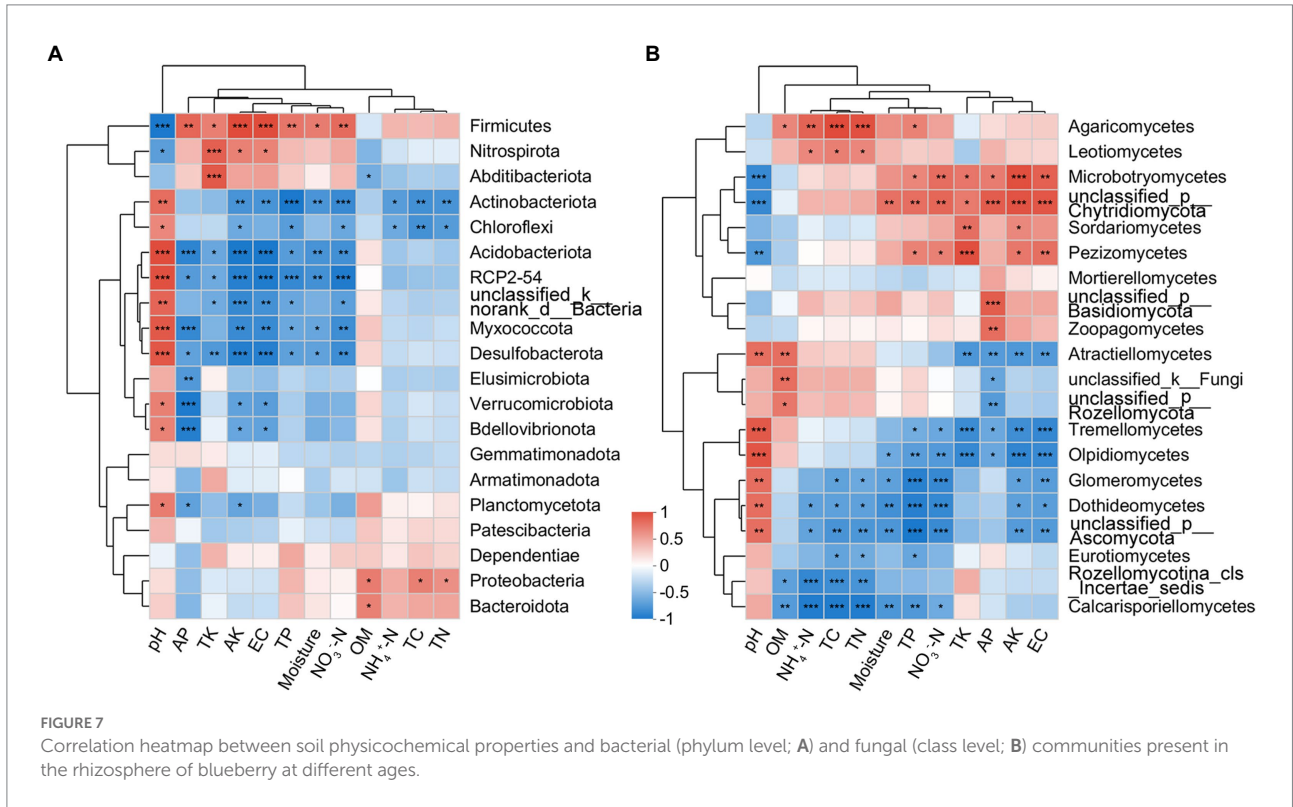 A
Firmicutes
Nitrospirota
Abditibacteriota
Actinobacteriota
Chloroflexi
Acidobacteriota
RCP2-54
unclassified_k__
norank_d__Bacteria
Myxococcota
Desulfobacterota
Elusimicrobiota
Verrucomicrobiota
Bdellovibrionota
Gemmatimonadota
Armatimonadota
Planctomycetota
Patescibacteria
Dependentiae
Proteobacteria
Bacteroidota
pH AP TK AK EC TP Moisture NO₃⁻-N OM NH₄⁺-N TC TN
1
0.5
0
-0.5
-1
B
Agaricomycetes
Leotiomycetes
Microbotryomycetes
unclassified_p__
Chytridiomycota
Sordariomycetes
Pezizomycetes
Mortierellomycetes
unclassified_p__
Basidiomycota
Zoopagomycetes
Atractiellomycetes
unclassified_k__Fungi
unclassified_p__
Rozellomycota
Tremellomycetes
Olpidiomycetes
Glomeromycetes
Dothideomycetes
unclassified_p__
Ascomycota
Eurotiomycetes
Rozellomycotina_cls
_Incertae_sedis
Calcarisporiellomycetes
pH OM NH₄⁺-N TC TN Moisture TP NO₃⁻-N TK AP AK EC
FIGURE 7
Correlation heatmap between soil physicochemical properties and bacterial (phylum level; A) and fungal (class level; B) communities present in
the rhizosphere of blueberry at different ages.